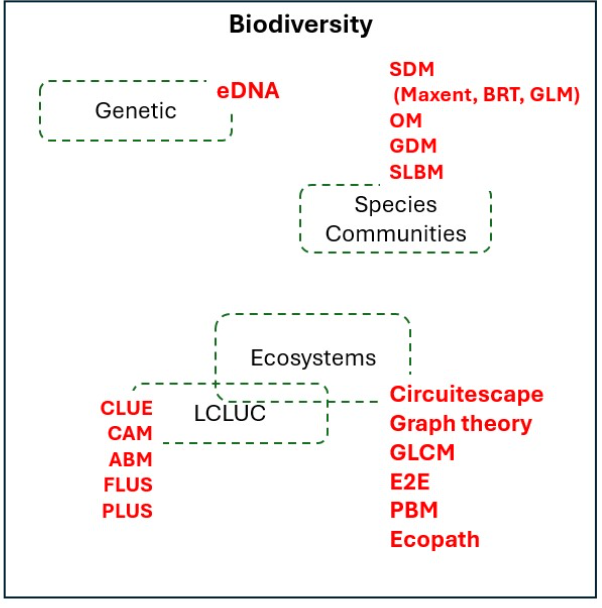 Biodiversity
Genetic
eDNA
SDM
(Maxent, BRT, GLM)
OM
GDM
SLBM
Species
Communities
Ecosystems
LCLUC
CLUE
CAM
ABM
FLUS
PLUS
Circuitescape
Graph theory
GLCM
E2E
PBM
Ecopath